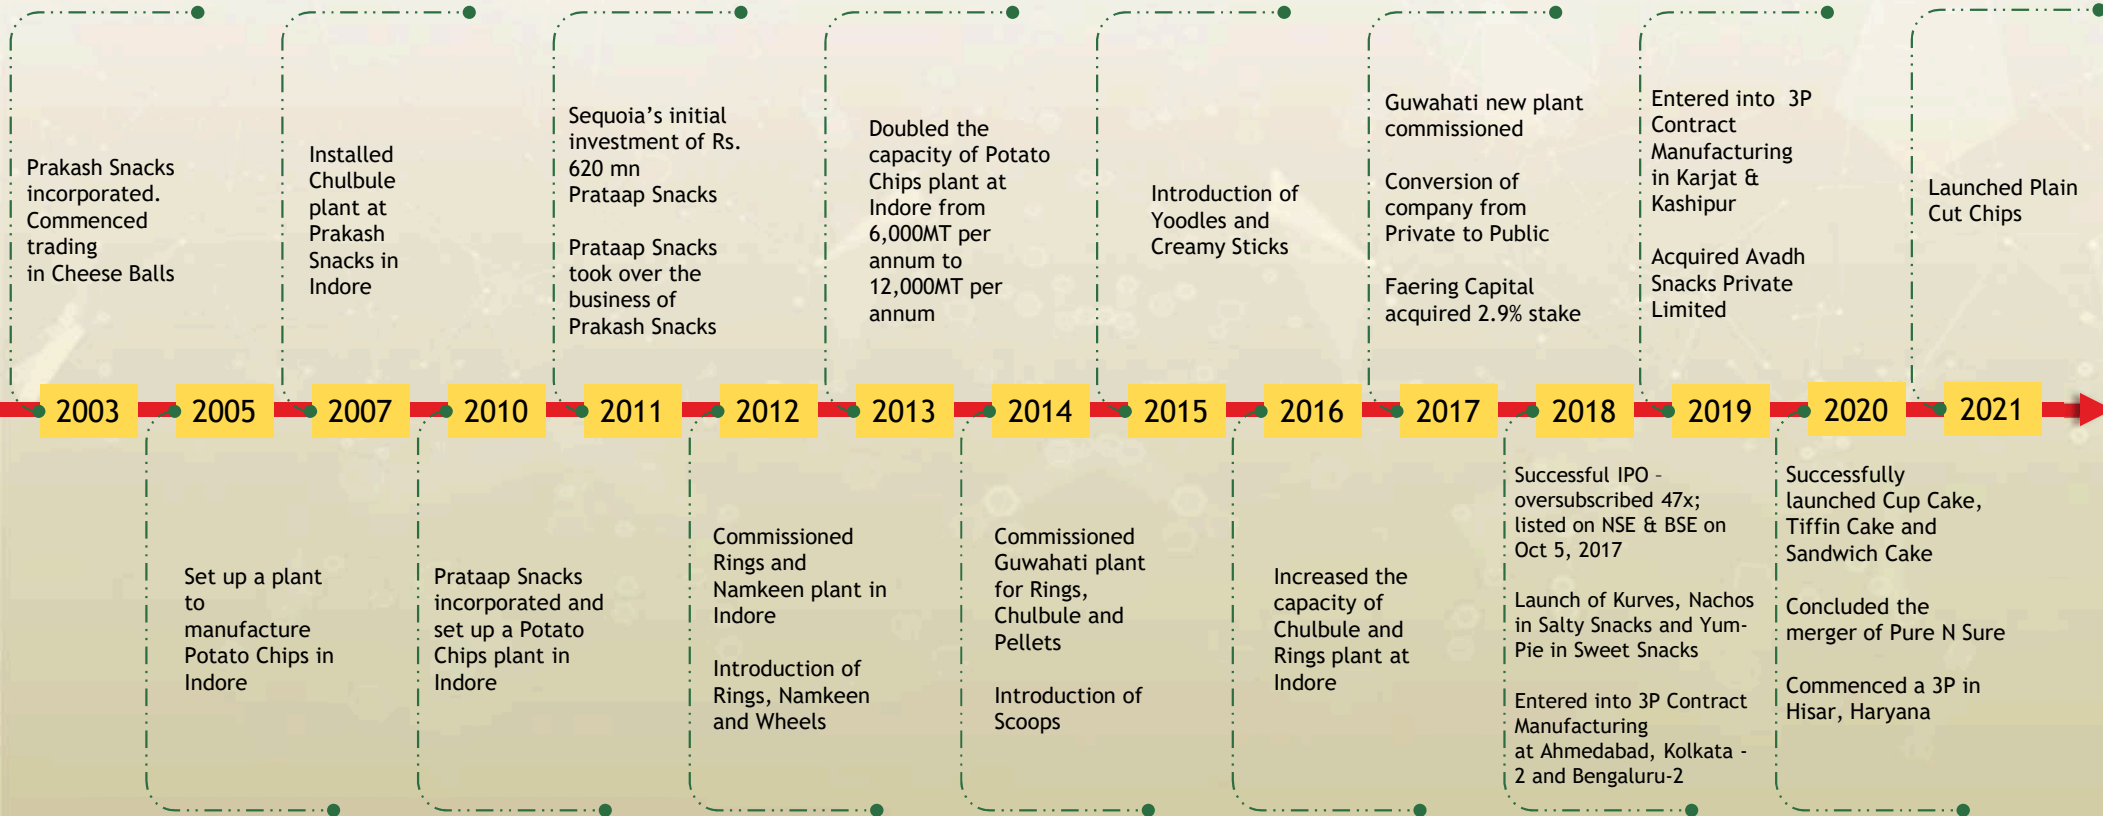 Prakash Snacks
incorporated.
Commenced
trading
in Cheese Balls
Installed
Chulbule
plant at
Prakash
Snacks in
Indore
Sequoia’s initial
investment of Rs.
620 mn
Prataap Snacks
Prataap Snacks
took over the
business of
Prakash Snacks
Doubled the
capacity of Potato
Chips plant at
Indore from
6,000MT per
annum to
12,000MT per
annum
Introduction of
Yoodles and
Creamy Sticks
Guwahati new plant
commissioned
Conversion of
company from
Private to Public
Faering Capital
acquired 2.9% stake
Entered into 3P
Contract
Manufacturing
in Karjat &
Kashipur
Acquired Avadh
Snacks Private
Limited
Launched Plain
Cut Chips
2003 2005 2007 2010 2011 2012 2013 2014 2015 2016 2017 2018 2019 2020 2021
Set up a plant
to
manufacture
Potato Chips in
Indore
Prataap Snacks
incorporated and
set up a Potato
Chips plant in
Indore
Commissioned
Rings and
Namkeen plant in
Indore
Introduction of
Rings, Namkeen
and Wheels
Commissioned
Guwahati plant
for Rings,
Chulbule and
Pellets
Introduction of
Scoops
Increased the
capacity of
Chulbule and
Rings plant at
Indore
Successful IPO –
oversubscribed 47x;
listed on NSE & BSE on
Oct 5, 2017
Launch of Kurves, Nachos
in Salty Snacks and Yum-
Pie in Sweet Snacks
Entered into 3P Contract
Manufacturing
at Ahmedabad, Kolkata -
2 and Bengaluru-2
Successfully
launched Cup Cake,
Tiffin Cake and
Sandwich Cake
Concluded the
merger of Pure N Sure
Commenced a 3P in
Hisar, Haryana